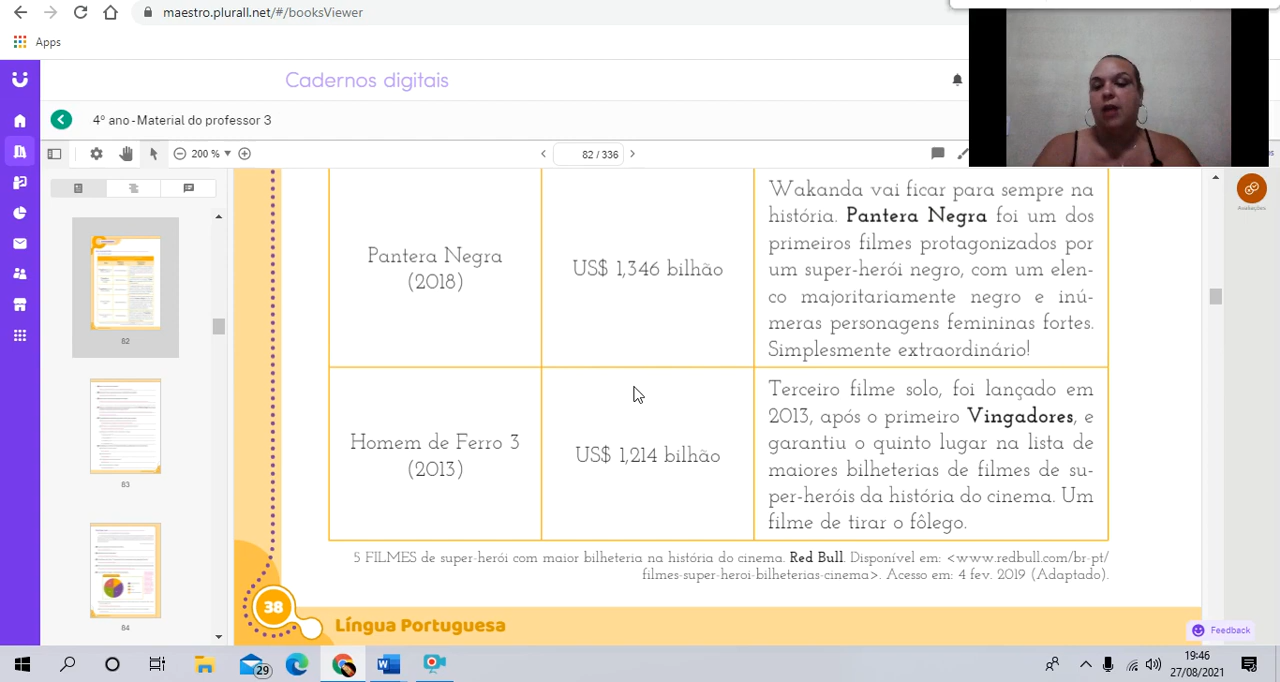 maestro.plurall.net/#/booksViewer
Apps
Cadernos digitais
4º ano - Material do professor 3
200 %
82 / 336
Avaliações
Pantera Negra
(2018)
US$ 1,346 bilhão
Wakanda vai ficar para sempre na
história. Pantera Negra foi um dos
primeiros filmes protagonizados por
um super-herói negro, com um elen-
co majoritariamente negro e inú-
meras personagens femininas fortes.
Simplesmente extraordinário!
Homem de Ferro 3
(2013)
US$ 1,214 bilhão
Terceiro filme solo, foi lançado em
2013, após o primeiro Vingadores, e
garantiu o quinto lugar na lista de
maiores bilheterias de filmes de su-
per-heróis da história do cinema. Um
filme de tirar o fôlego.
5 FILMES de super-herói com maior bilheteria na história do cinema. Red Bull. Disponível em: <www.redbull.com/br-pt/
filmes-super-heroi-bilheterias-cinema>. Acesso em: 4 fev. 2019 (Adaptado).
38
Língua Portuguesa
82
83
84
Feedback
29
19:46
27/08/2021